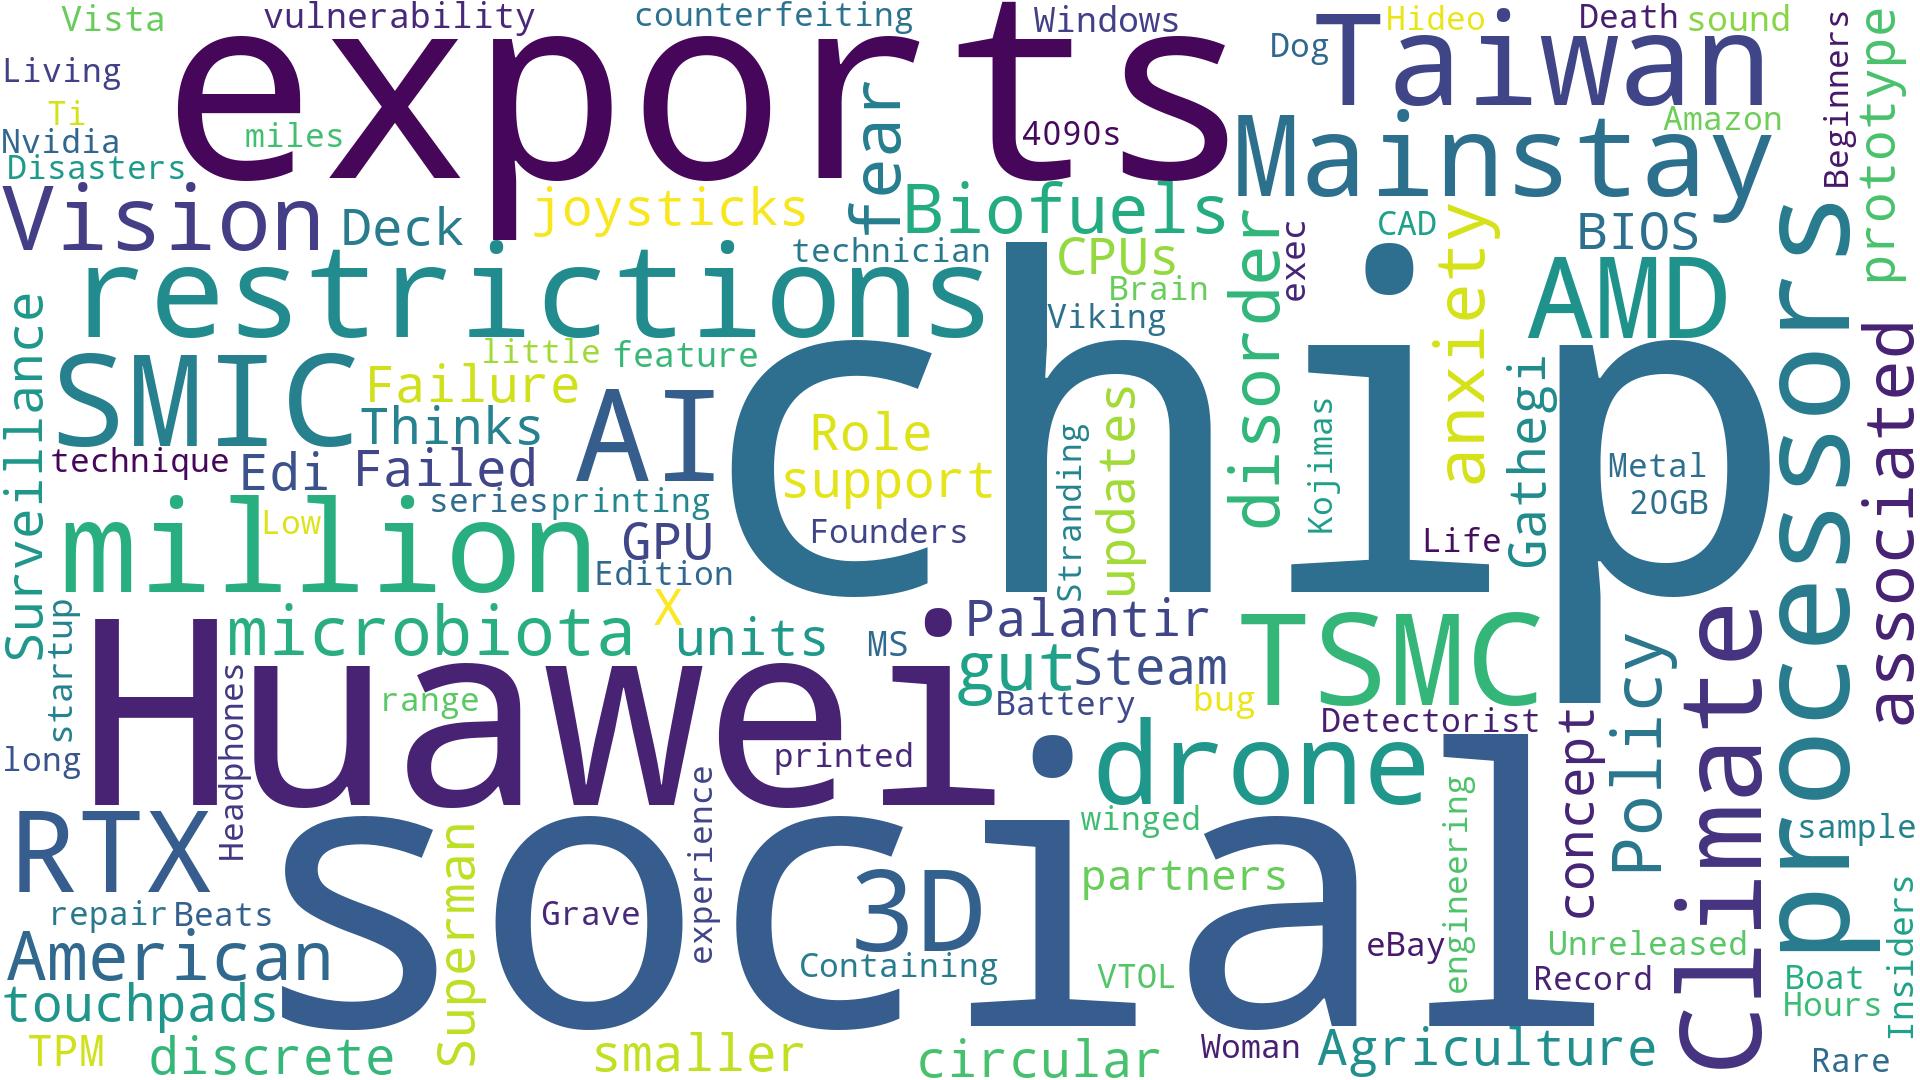 Vista
vulnerability
counterfeiting
Windows
Hideo
Death
sound
Taiwan
Dog
exports
Living
Ti
Nvidia
miles
4090s
Amazon
Beginners
prototype
Disasters
fear
Mainstay
Vision
Deck
joysticks
Biofuels
CAD
BIOS
technician
CPUs
exec
restrictions
Brain
Viking
disorder
anxiety
AMD
processors
chip
Surveillance
SMIC
little
feature
Failure
AI
Thinks
Role
support
Stranding
updates
Kojimas
Gathegi
Metal
20GB
associated
technique
Edi
Failed
series
printing
million
Low
GPU
Founders
Life
Edition
X
startup
microbiota
units
MS
Palantir
gut
Steam
TSMC
Policy
Climate
Huawei
range
Battery
bug
Detectorist
Headphones
long
printed
drone
concept
RTX
social
experience
winged
engineering
sample
Superman
3D
partners
repair
Beats
Grave
American
Containing
VTOL
eBay
Unreleased
Record
Boat
Hours
Insiders
touchpads
TPM
discrete
smaller
circular
Woman
Agriculture
Rare